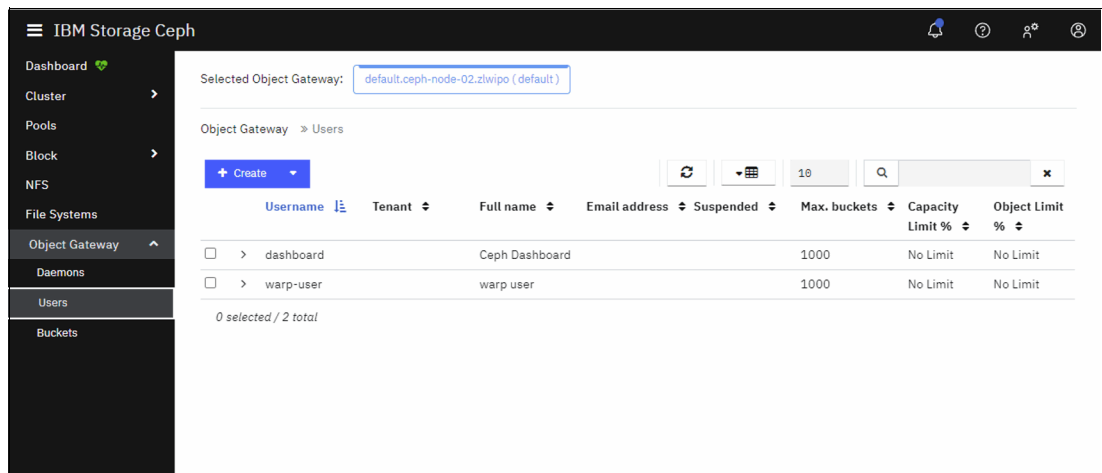 IBM Storage Ceph
Dashboard
Cluster
Pools
Block
NFS
File Systems
Object Gateway
Daemons
Users
Buckets
Selected Object Gateway: default.ceph-node-02.zlwipo ( default )
Object Gateway » Users
+ Create
10
Username Tenant Full name Email address Suspended Max. buckets Capacity Limit % Object Limit %
dashboard Ceph Dashboard 1000 No Limit No Limit
warp-user warp user 1000 No Limit No Limit
0 selected / 2 total